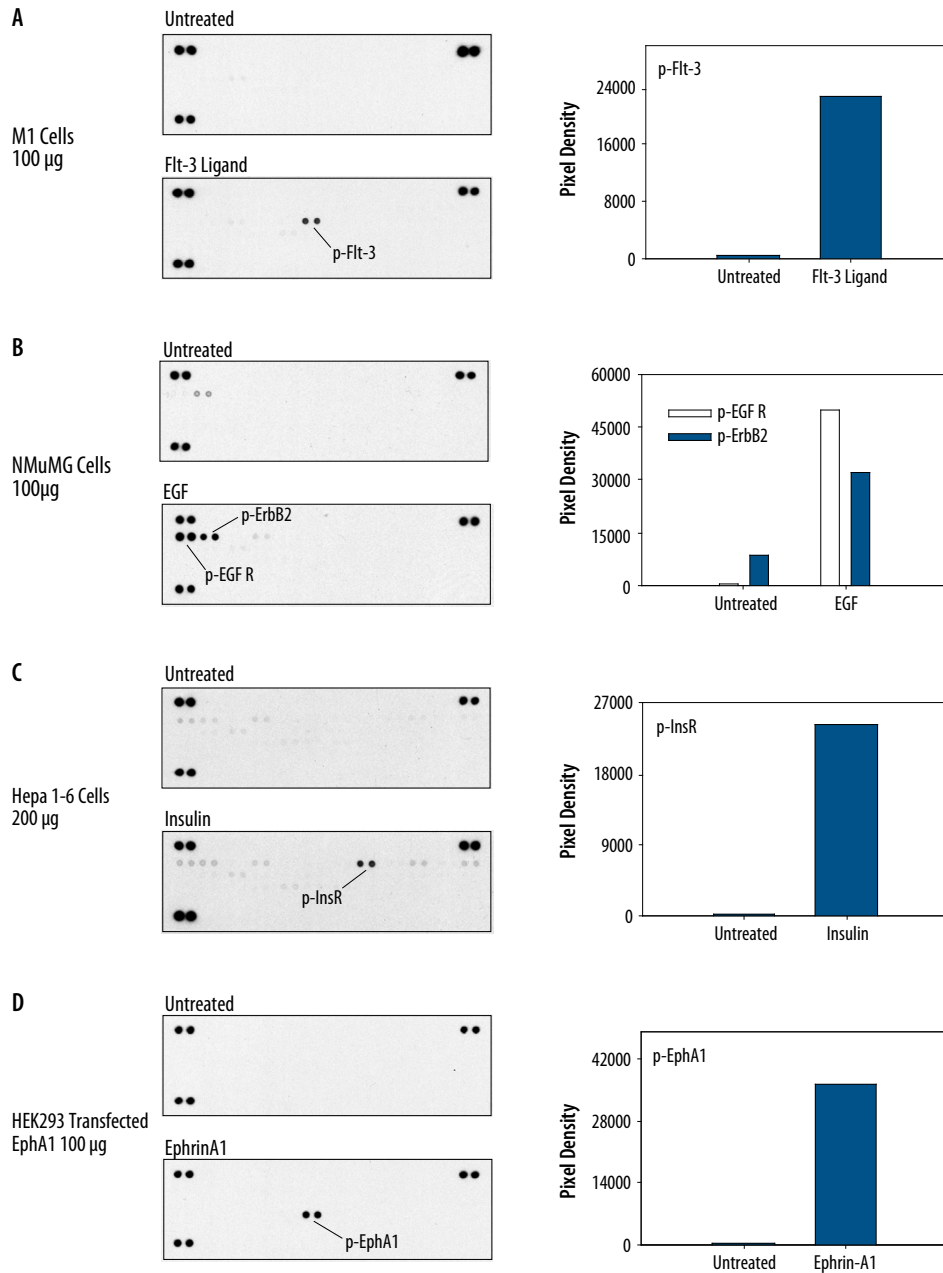 A
Untreated
M1 Cells
100 µg
Flt-3 Ligand
p-Flt-3
p-Flt-3
Pixel Density
24000
16000
8000
0
Untreated
Flt-3 Ligand
B
Untreated
NMuMG Cells
100µg
EGF
p-ErbB2
p-EGF R
Pixel Density
60000
45000
30000
15000
0
p-EGF R
p-ErbB2
Untreated
EGF
C
Untreated
Hepa 1-6 Cells
200 µg
Insulin
p-InsR
p-InsR
Pixel Density
27000
18000
9000
0
Untreated
Insulin
D
Untreated
HEK293 Transfected
EphA1 100 µg
EphrinA1
p-EphA1
p-EphA1
Pixel Density
42000
28000
14000
0
Untreated
Ephrin-A1